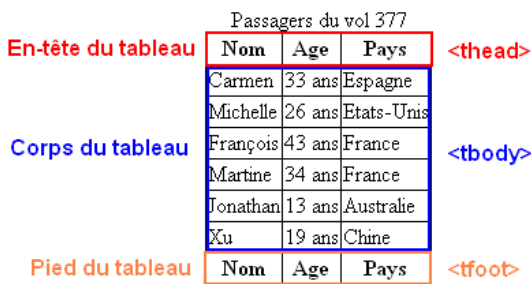 Passagers du vol 377
En-tête du tableau Nom Age Pays <thead>
Carmen 33 ans Espagne
Michelle 26 ans Etats-Unis
Corps du tableau François 43 ans France <tbody>
Martine 34 ans France
Jonathan 13 ans Australie
Xu 19 ans Chine
Pied du tableau Nom Age Pays <tfoot>